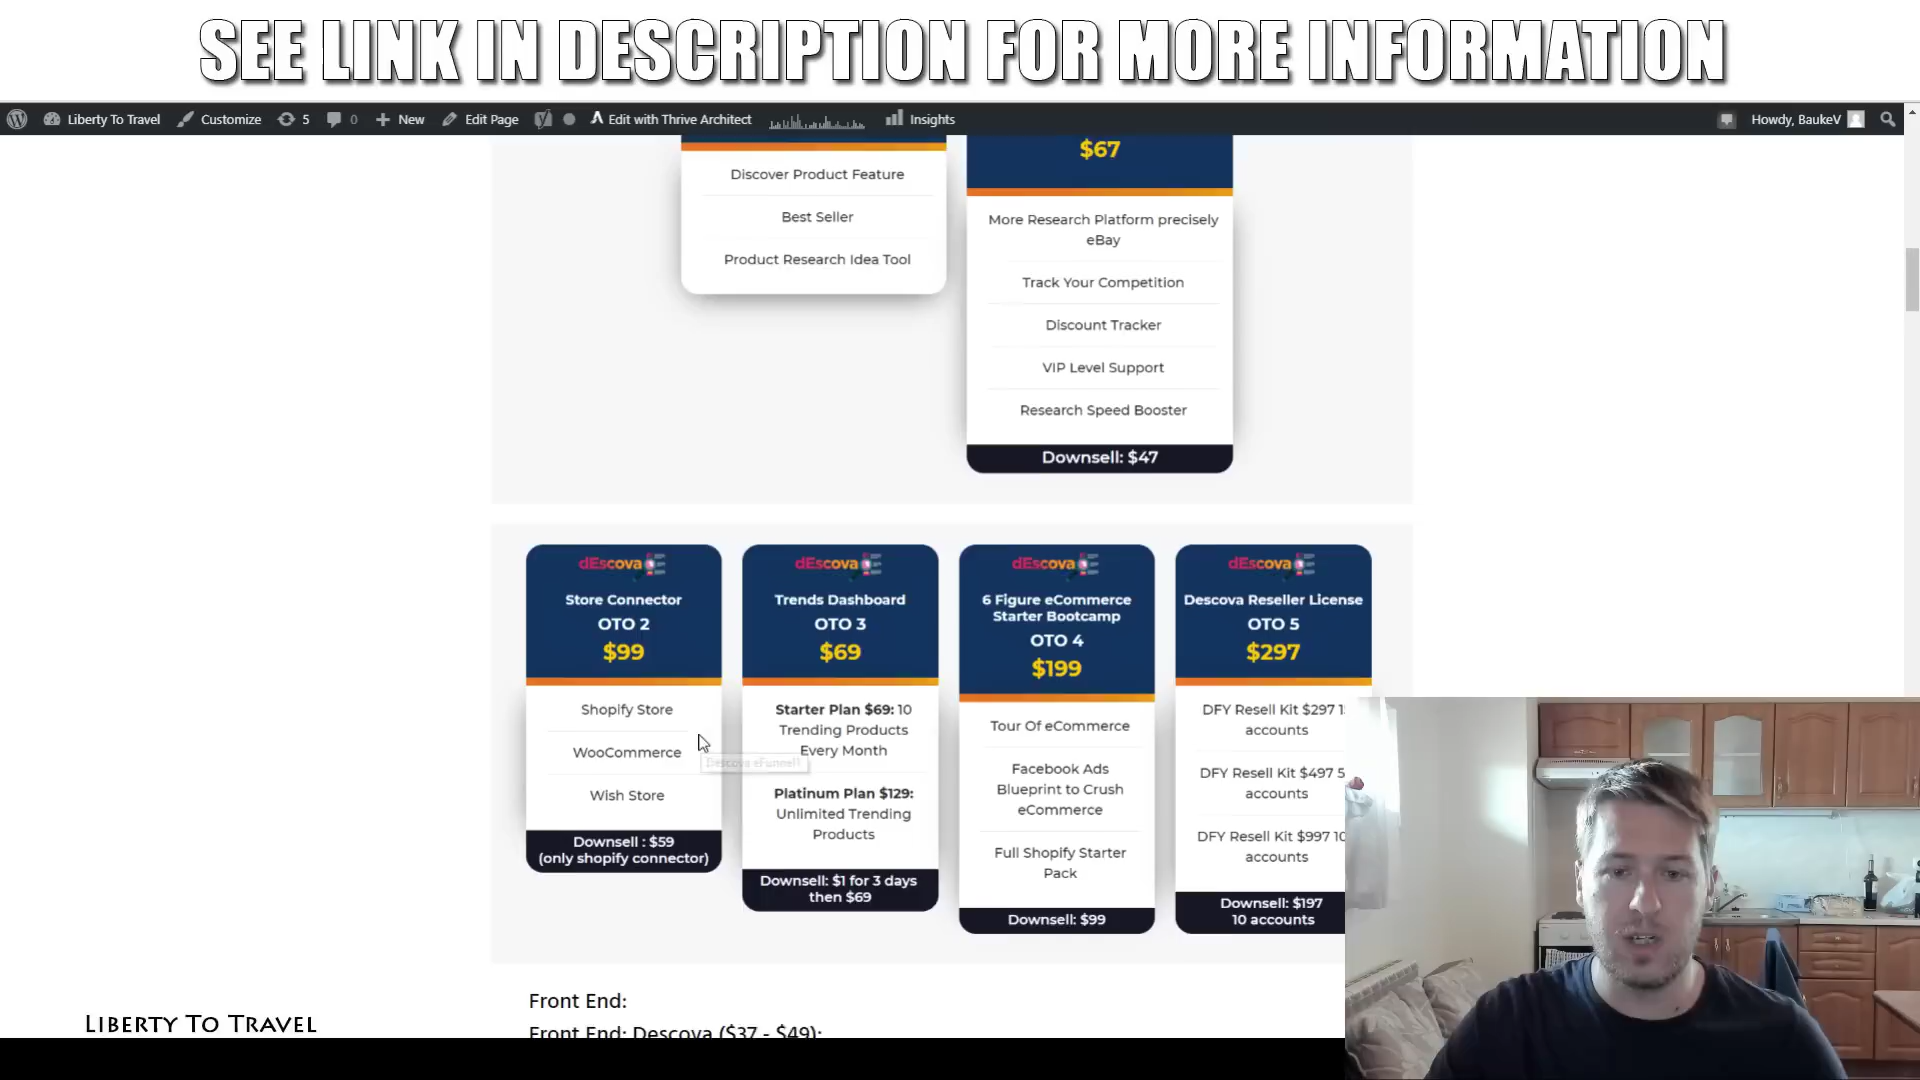 SEE LINK IN DESCRIPTION FOR MORE INFORMATION
Liberty To Travel Customize 5 0 New Edit Page Edit with Thrive Architect Insights Howdy, BaukeV
$67
Discover Product Feature
Best Seller
Product Research Idea Tool
More Research Platform precisely
eBay
Track Your Competition
Discount Tracker
VIP Level Support
Research Speed Booster
Downsell: $47
dEscova
Store Connector
OTO 2
$99
Shopify Store
WooCommerce
Wish Store
Downsell : $59
(only shopify connector)
dEscova
Trends Dashboard
OTO 3
$69
Starter Plan $69: 10
Trending Products
Every Month
Platinum Plan $129:
Unlimited Trending
Products
Downsell: $1 for 3 days
then $69
dEscova
6 Figure eCommerce
Starter Bootcamp
OTO 4
$199
Tour Of eCommerce
Facebook Ads
Blueprint to Crush
eCommerce
Full Shopify Starter
Pack
Downsell: $99
dEscova
Descova Reseller License
OTO 5
$297
DFY Resell Kit $297
accounts
DFY Resell Kit $497
accounts
DFY Resell Kit $997
accounts
Downsell: $197
10 accounts
Descova eFunnel1
Front End:
Front End: Descova ($37 - $49):
LIBERTY TO TRAVEL